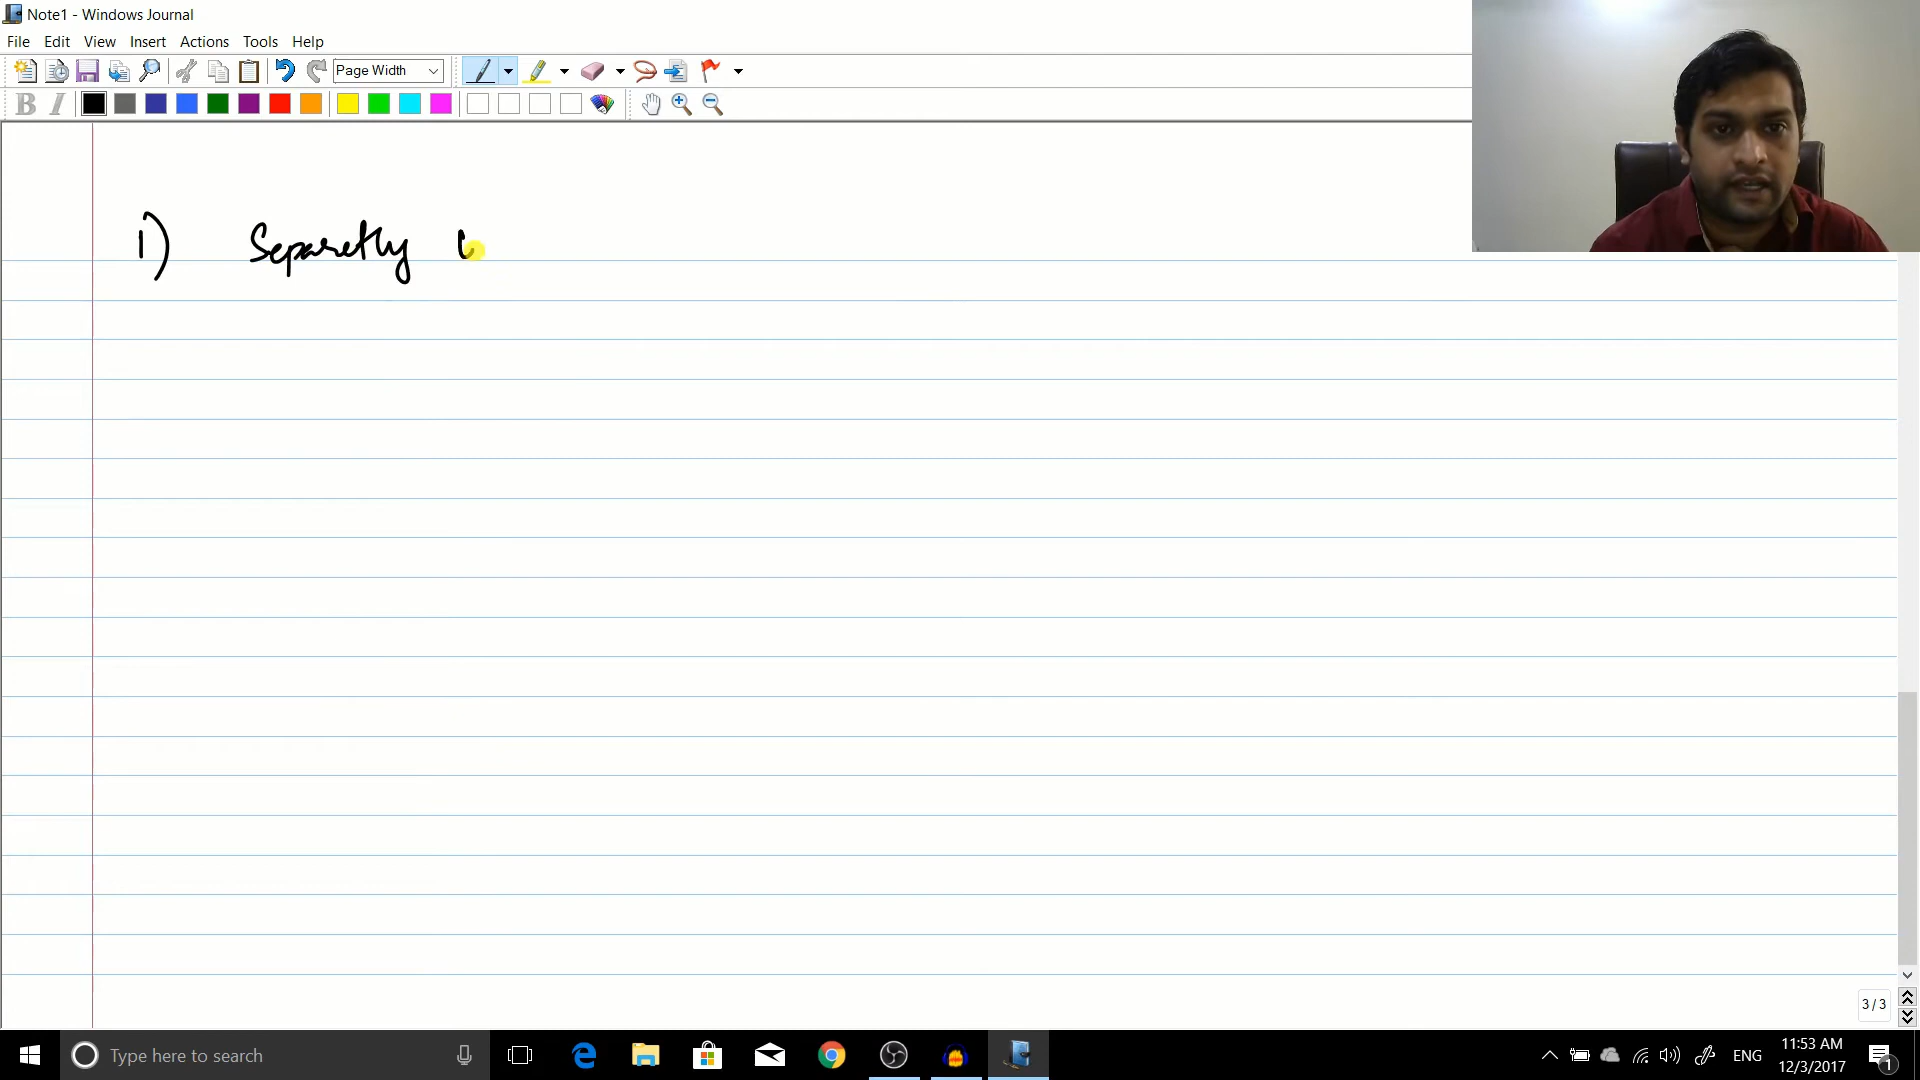 Note1 - Windows Journal
File Edit View Insert Actions Tools Help
Page Width
B I
1) Separetly
3 / 3
Type here to search
ENG
11:53 AM
12/3/2017
1